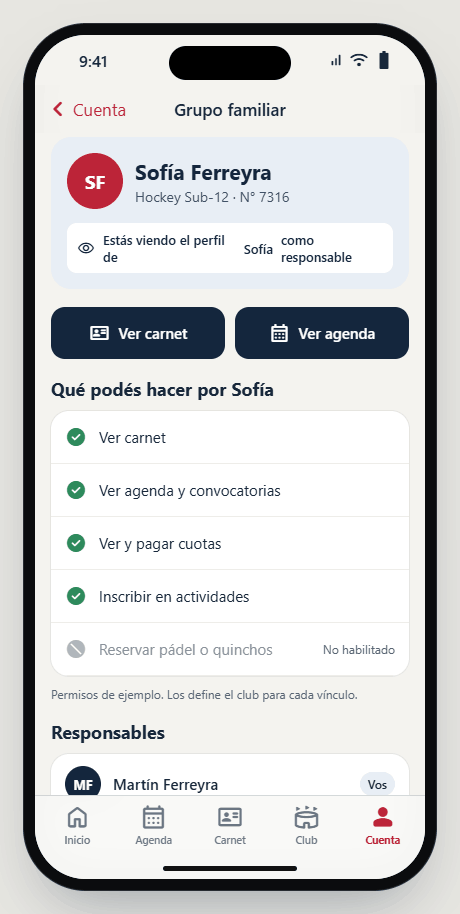 9:41
Cuenta
Grupo familiar
SF
Sofía Ferreyra
Hockey Sub-12 · N° 7316
Estás viendo el perfil de Sofía como responsable
Ver carnet
Ver agenda
Qué podés hacer por Sofía
Ver carnet
Ver agenda y convocatorias
Ver y pagar cuotas
Inscribir en actividades
Reservar pádel o quinchos
No habilitado
Permisos de ejemplo. Los define el club para cada vínculo.
Responsables
MF
Martín Ferreyra
Vos
Inicio
Agenda
Carnet
Club
Cuenta